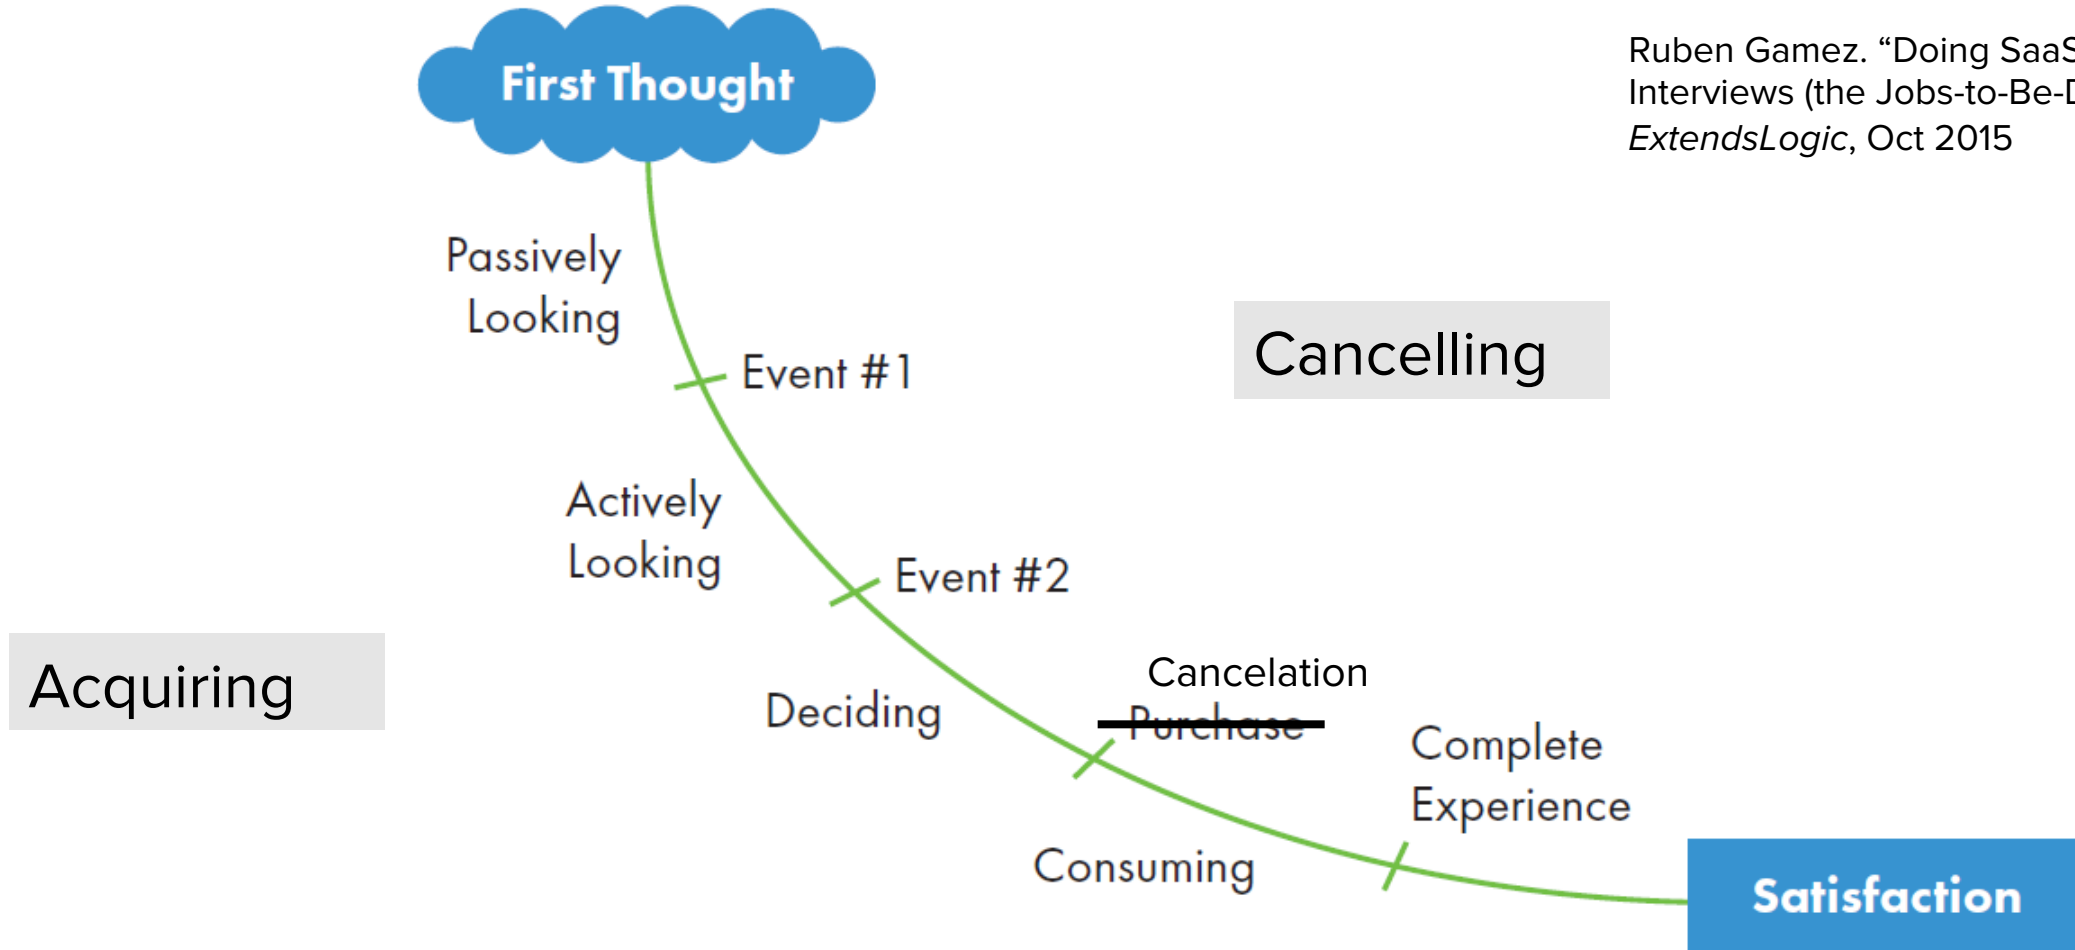 First Thought
Ruben Gamez. “Doing SaaS
Interviews (the Jobs-to-Be-D
ExtendsLogic, Oct 2015
Passively
Looking
Event #1
Cancelling
Actively
Looking
Event #2
Acquiring
Cancelation
Deciding
Purchase
Complete
Experience
Consuming
Satisfaction